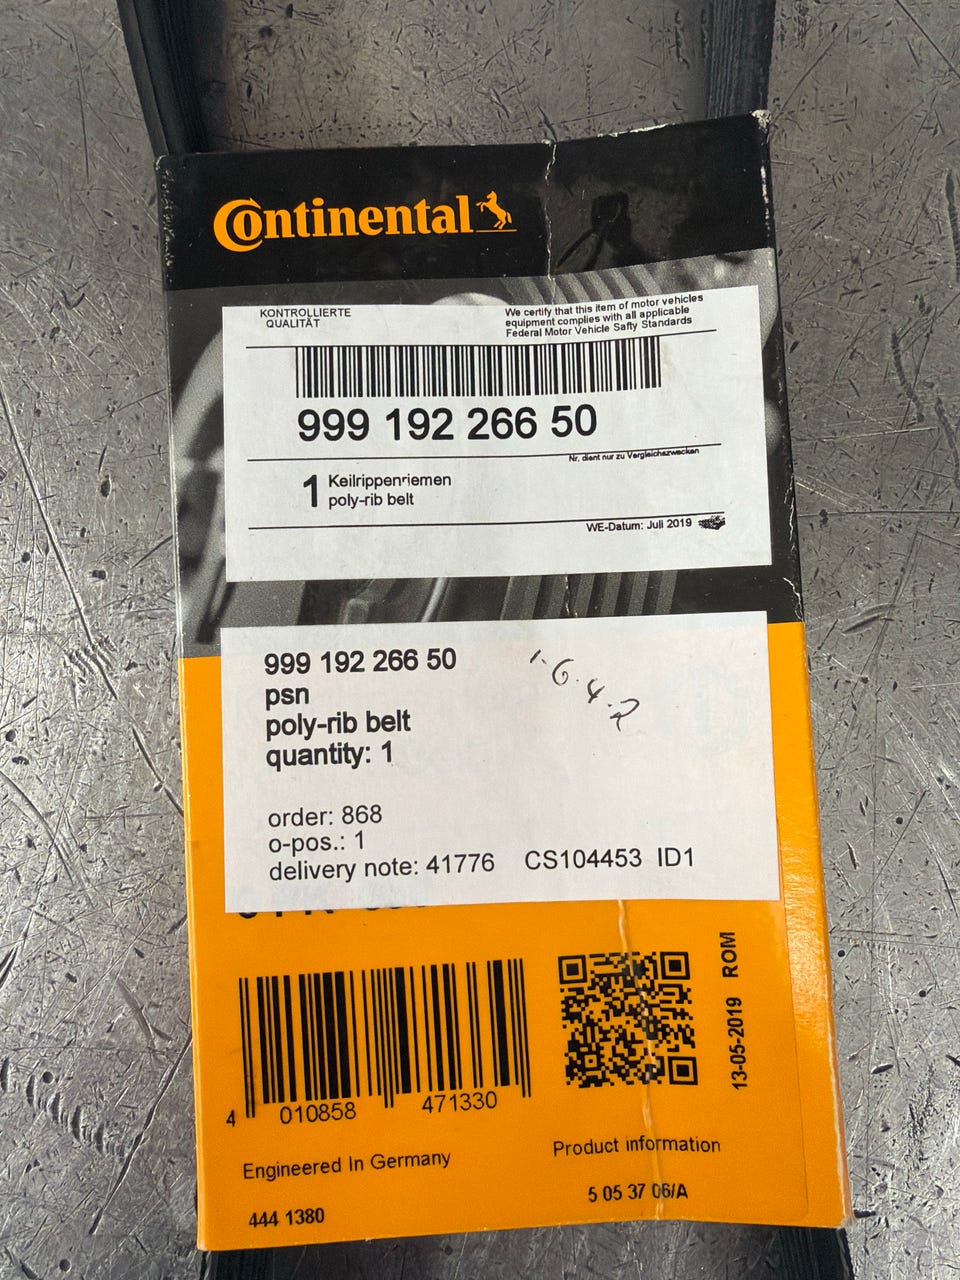 Continental
KONTROLLIERTE
QUALITÄT
We certify that this item of motor vehicles
equipment complies with all applicable
Federal Motor Vehicle Safty Standards
999 192 266 50
Nr. dient nur zu Vergleichszwecken
1 Keilrippenriemen
poly-rib belt
WE-Datum: Juli 2019
999 192 266 50
psn
poly-rib belt
quantity: 1
1.6.4.2
order: 868
o-pos.: 1
delivery note: 41776 CS104453 ID1
4 010858 471330
13-05-2019 ROM
Engineered In Germany
Product information
444 1380
5 05 37 06/A